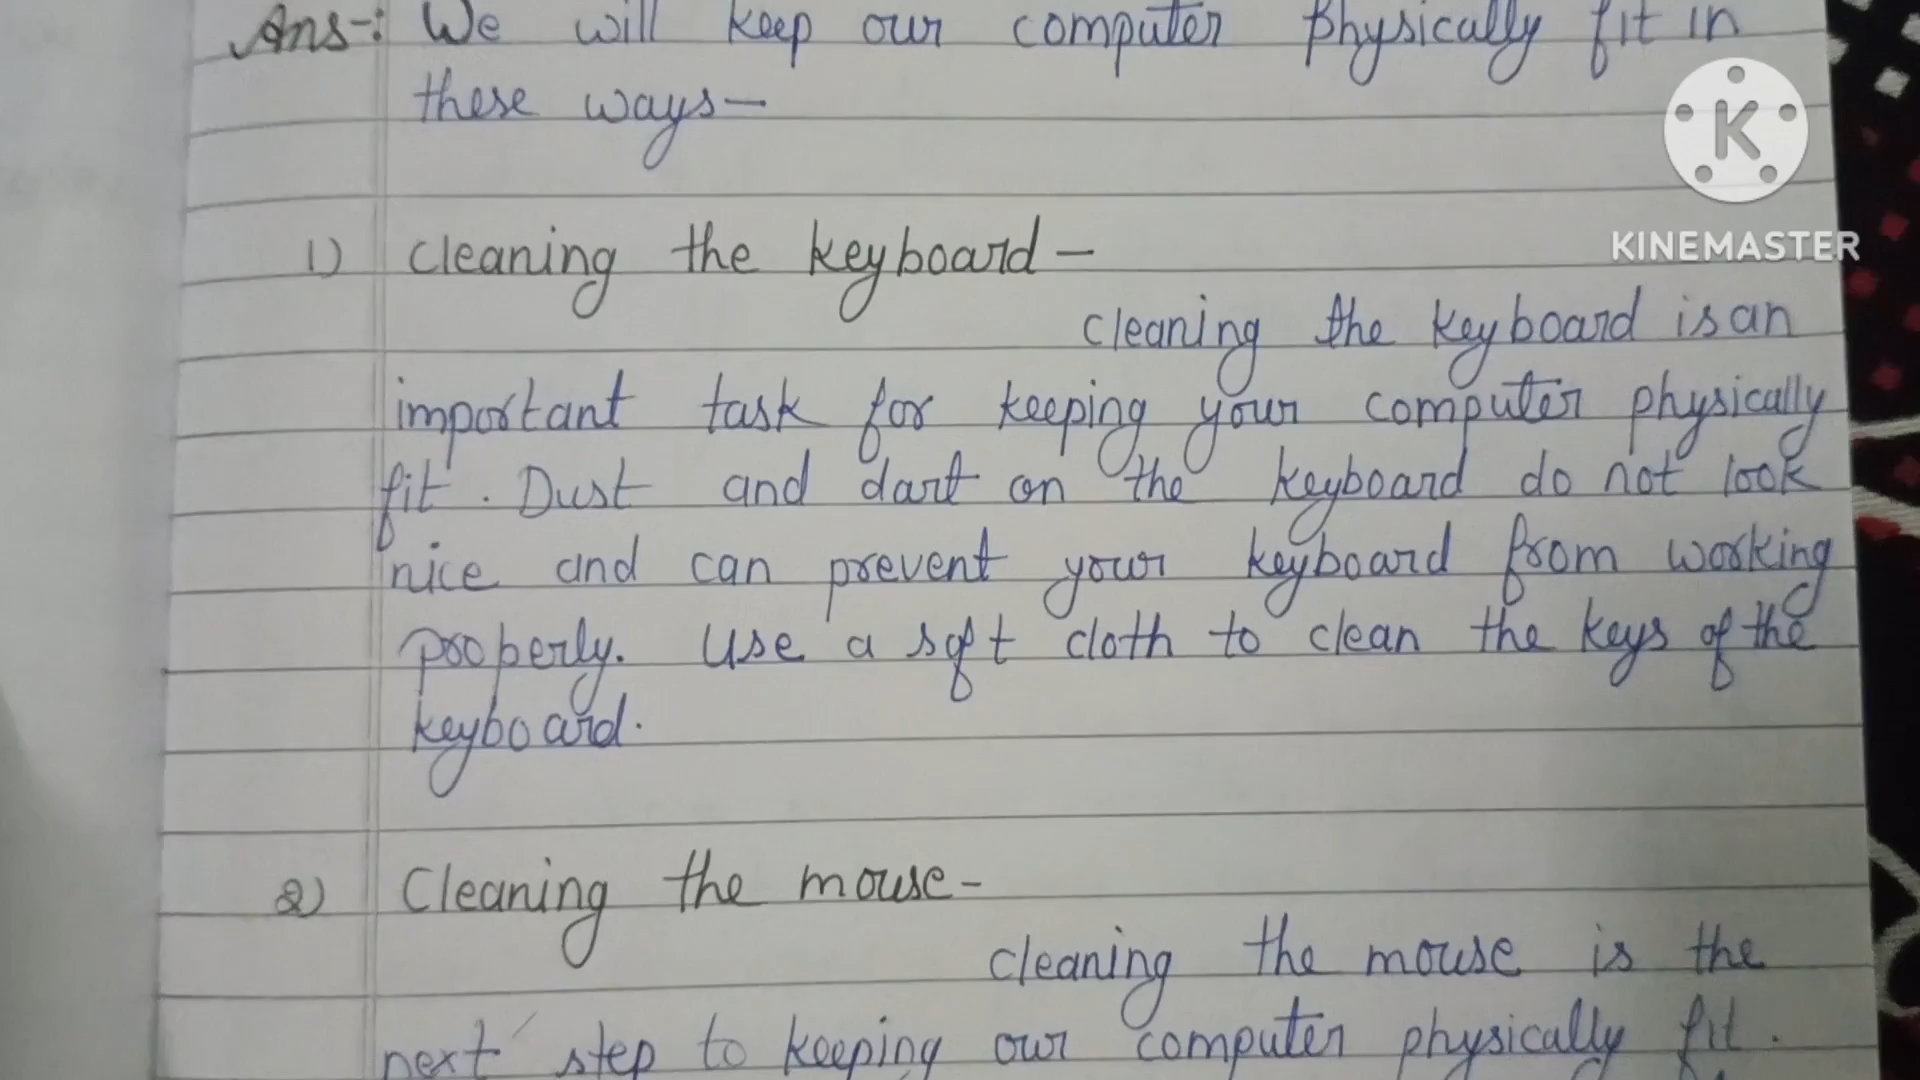 Ans-: We will keep our computer physically fit in
these ways-
K
KINEMASTER
1) cleaning the keyboard-
cleaning the keyboard is an
important task for keeping your computer physically
fit. Dust and dart on the keyboard do not look
nice and can prevent your keyboard from working
properly. Use a soft cloth to clean the keys of the
keyboard.
2) Cleaning the mouse-
cleaning the mouse is the
next step to keeping our computer physically fit.